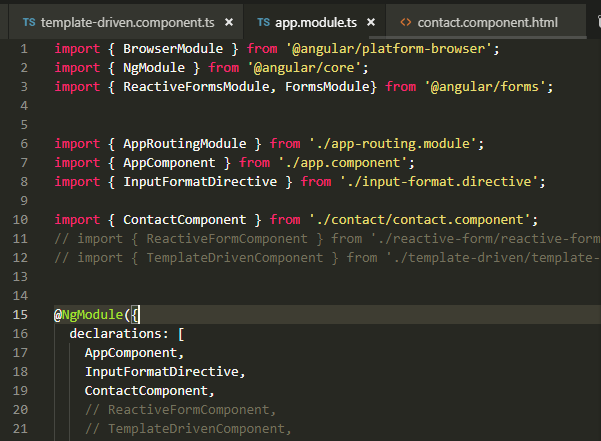 TS template-driven.component.ts × TS app.module.ts × <> contact.component.html
1 import { BrowserModule } from '@angular/platform-browser';
2 import { NgModule } from '@angular/core';
3 import { ReactiveFormsModule, FormsModule} from '@angular/forms';
4
5
6 import { AppRoutingModule } from './app-routing.module';
7 import { AppComponent } from './app.component';
8 import { InputFormatDirective } from './input-format.directive';
9
10 import { ContactComponent } from './contact/contact.component';
11 // import { ReactiveFormComponent } from './reactive-form/reactive-form
12 // import { TemplateDrivenComponent } from './template-driven/template-
13
14
15 @NgModule({
16 declarations: [
17 AppComponent,
18 InputFormatDirective,
19 ContactComponent,
20 // ReactiveFormComponent,
21 // TemplateDrivenComponent,